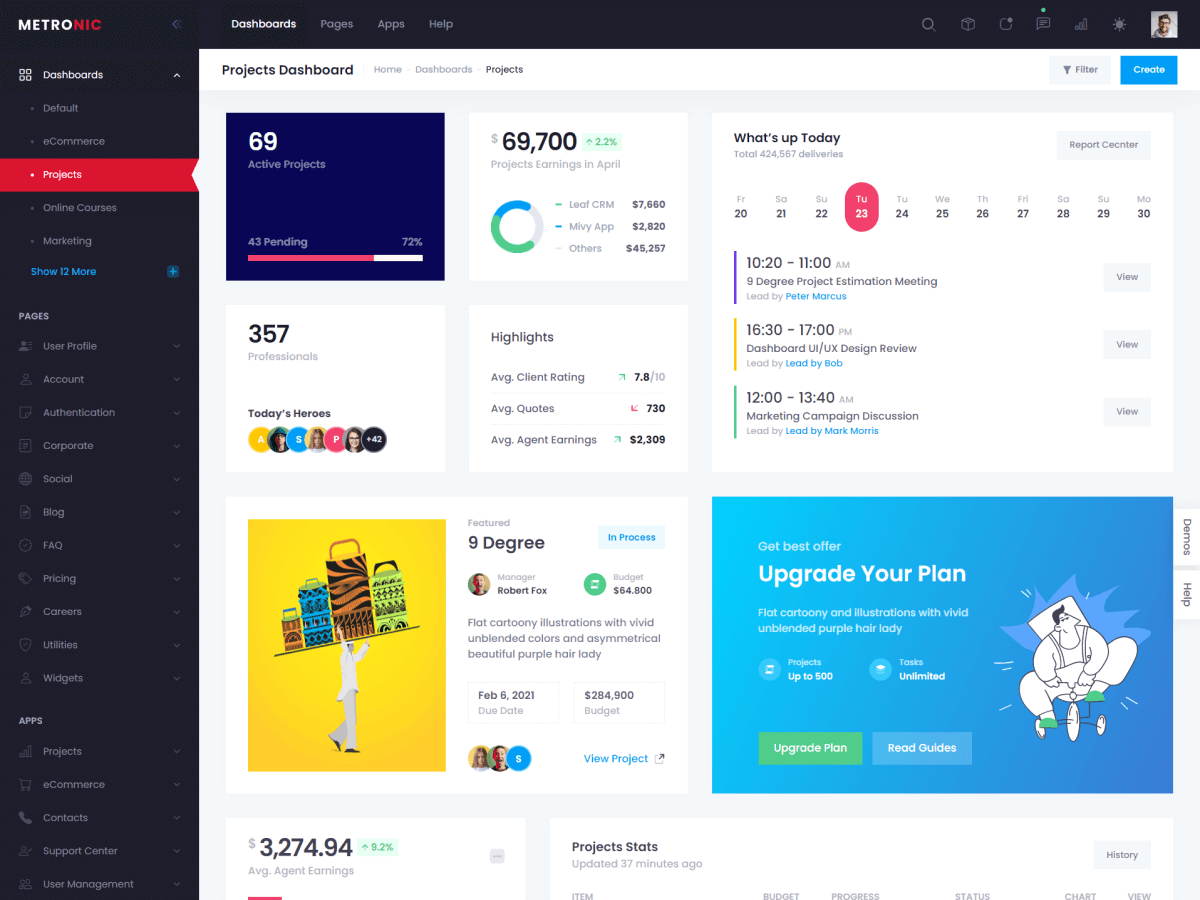 METRONIC
Dashboards
Pages
Apps
Help
Dashboards
Default
eCommerce
Projects
Online Courses
Marketing
Show 12 More
PAGES
User Profile
Account
Authentication
Corporate
Social
Blog
FAQ
Pricing
Careers
Utilities
Widgets
APPS
Projects
eCommerce
Contacts
Support Center
User Management
Projects Dashboard
Home - Dashboards - Projects
Filter
Create
69
Active Projects
43 Pending 72%
$ 69,700 2.2%
Projects Earnings in April
Leaf CRM $7,660
Mivy App $2,820
Others $45,257
What's up Today
Total 424,567 deliveries
Report Cecnter
Fr Sa Su Tu Tu We Th Fri Sa Su Mo
20 21 22 23 24 25 26 27 28 29 30
10:20 - 11:00 AM
9 Degree Project Estimation Meeting
Lead by Peter Marcus
View
16:30 - 17:00 PM
Dashboard UI/UX Design Review
Lead by Lead by Bob
View
12:00 - 13:40 AM
Marketing Campaign Discussion
Lead by Lead by Mark Morris
View
357
Professionals
Today's Heroes
A S P +42
Highlights
Avg. Client Rating 7.8/10
Avg. Quotes 730
Avg. Agent Earnings $2,309
Featured
9 Degree
In Process
Manager
Robert Fox
Budget
$64.800
Flat cartoony illustrations with vivid
unblended colors and asymmetrical
beautiful purple hair lady
Feb 6, 2021
Due Date
$284,900
Budget
S
View Project
Get best offer
Upgrade Your Plan
Flat cartoony and illustrations with vivid
unblended purple hair lady
Projects
Up to 500
Tasks
Unlimited
Upgrade Plan
Read Guides
Demos
Help
$ 3,274.94 9.2%
Avg. Agent Earnings
Projects Stats
Updated 37 minutes ago
History
ITEM BUDGET PROGRESS STATUS CHART VIEW